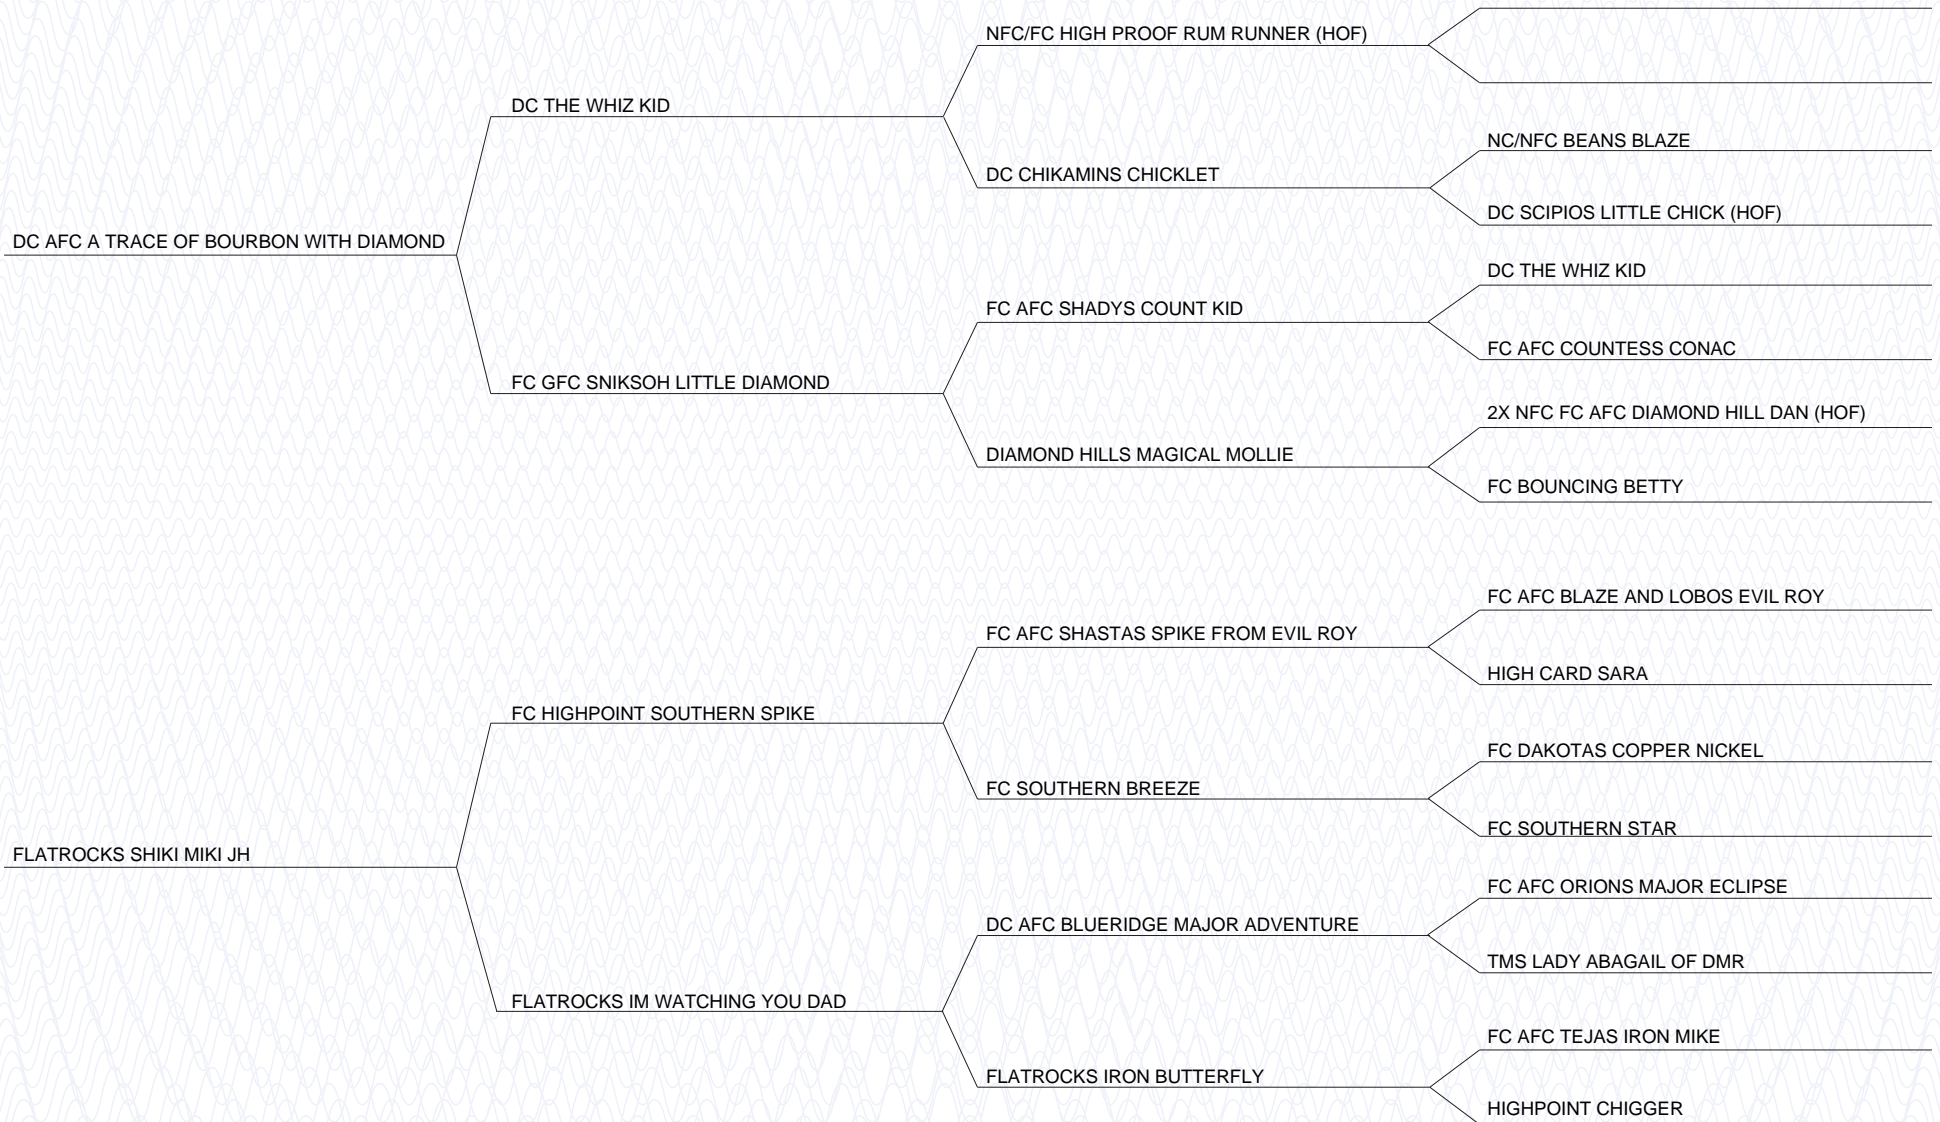 NFC/FC HIGH PROOF RUM RUNNER (HOF)
DC THE WHIZ KID
NC/NFC BEANS BLAZE
DC CHIKAMINS CHICKLET
DC SCIPIOS LITTLE CHICK (HOF)
DC AFC A TRACE OF BOURBON WITH DIAMOND
DC THE WHIZ KID
FC AFC SHADYS COUNT KID
FC AFC COUNTESS CONAC
FC GFC SNIKSOH LITTLE DIAMOND
2X NFC FC AFC DIAMOND HILL DAN (HOF)
DIAMOND HILLS MAGICAL MOLLIE
FC BOUNCING BETTY
FC AFC BLAZE AND LOBOS EVIL ROY
FC AFC SHASTAS SPIKE FROM EVIL ROY
HIGH CARD SARA
FC HIGHPOINT SOUTHERN SPIKE
FC DAKOTAS COPPER NICKEL
FC SOUTHERN BREEZE
FC SOUTHERN STAR
FLATROCKS SHIKI MIKI JH
FC AFC ORIONS MAJOR ECLIPSE
DC AFC BLUERIDGE MAJOR ADVENTURE
TMS LADY ABAGAIL OF DMR
FLATROCKS IM WATCHING YOU DAD
FC AFC TEJAS IRON MIKE
FLATROCKS IRON BUTTERFLY
HIGHPOINT CHIGGER